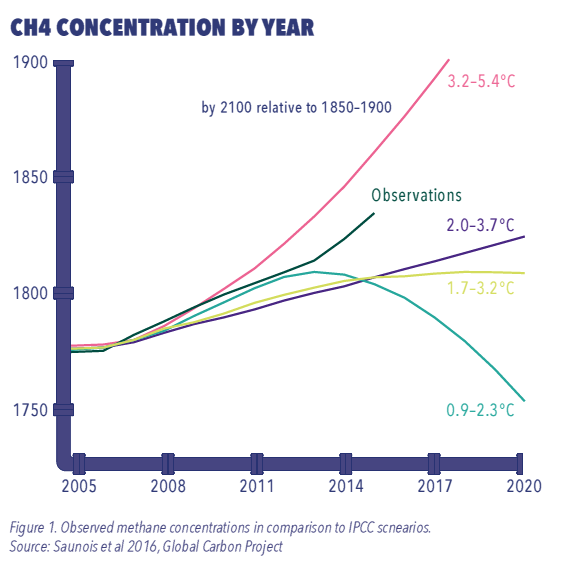 CH4 CONCENTRATION BY YEAR
1900
3.2–5.4°C
by 2100 relative to 1850–1900
1850
Observations
2.0–3.7°C
1800
1.7–3.2°C
1750
0.9–2.3°C
2005 2008 2011 2014 2017 2020
Figure 1. Observed methane concentrations in comparison to IPCC scnearios.
Source: Saunois et al 2016, Global Carbon Project